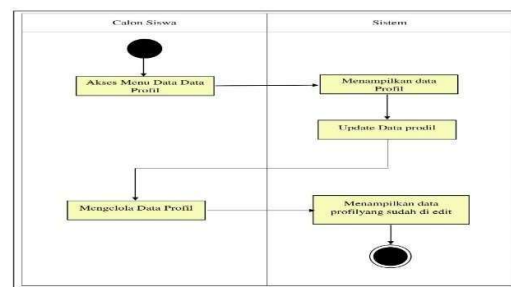 Calon Siswa
Sistem
Akses Menu Data Data
Profil
Menampilkan data
Profil
Update Data prodil
Mengelola Data Profil
Menampilkan data
profilyang sudah di edit